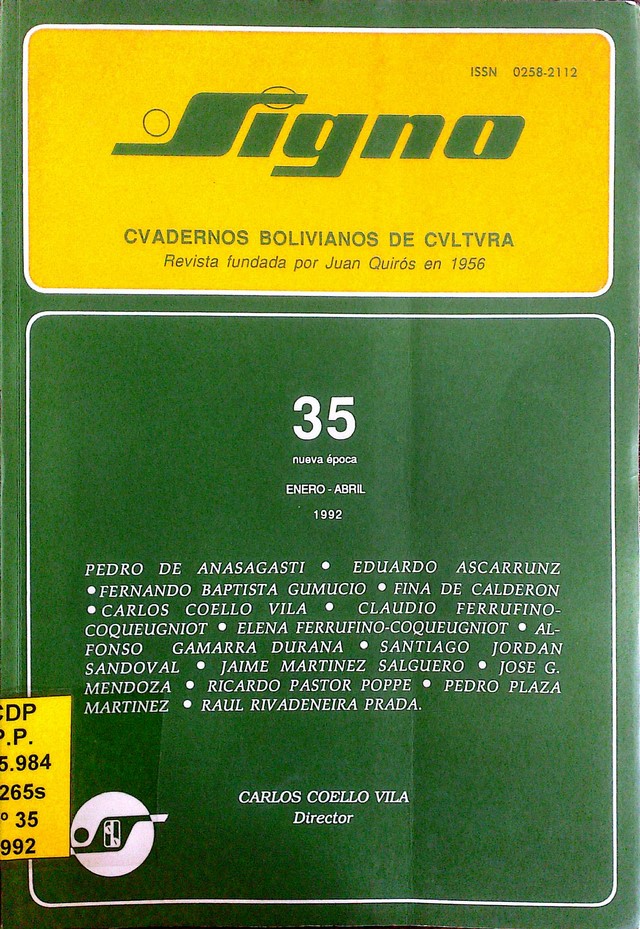 ISSN 0258-2112
Signo
CVADERNOS BOLIVIANOS DE CVLTVRA
Revista fundada por Juan Quirós en 1956
35
nueva época
ENERO - ABRIL
1992
PEDRO DE ANASAGASTI • EDUARDO ASCARRUNZ
• FERNANDO BAPTISTA GUMUCIO • FINA DE CALDERON
• CARLOS COELLO VILA • CLAUDIO FERRUFINO-
COQUEUGNIOT • ELENA FERRUFINO-COQUEUGNIOT • AL-
FONSO GAMARRA DURANA • SANTIAGO JORDAN
SANDOVAL • JAIME MARTINEZ SALGUERO • JOSE G.
MENDOZA • RICARDO PASTOR POPPE • PEDRO PLAZA
MARTINEZ • RAUL RIVADENEIRA PRADA.
CDP
P.P.
5.984
265s
º 35
992
CARLOS COELLO VILA
Director